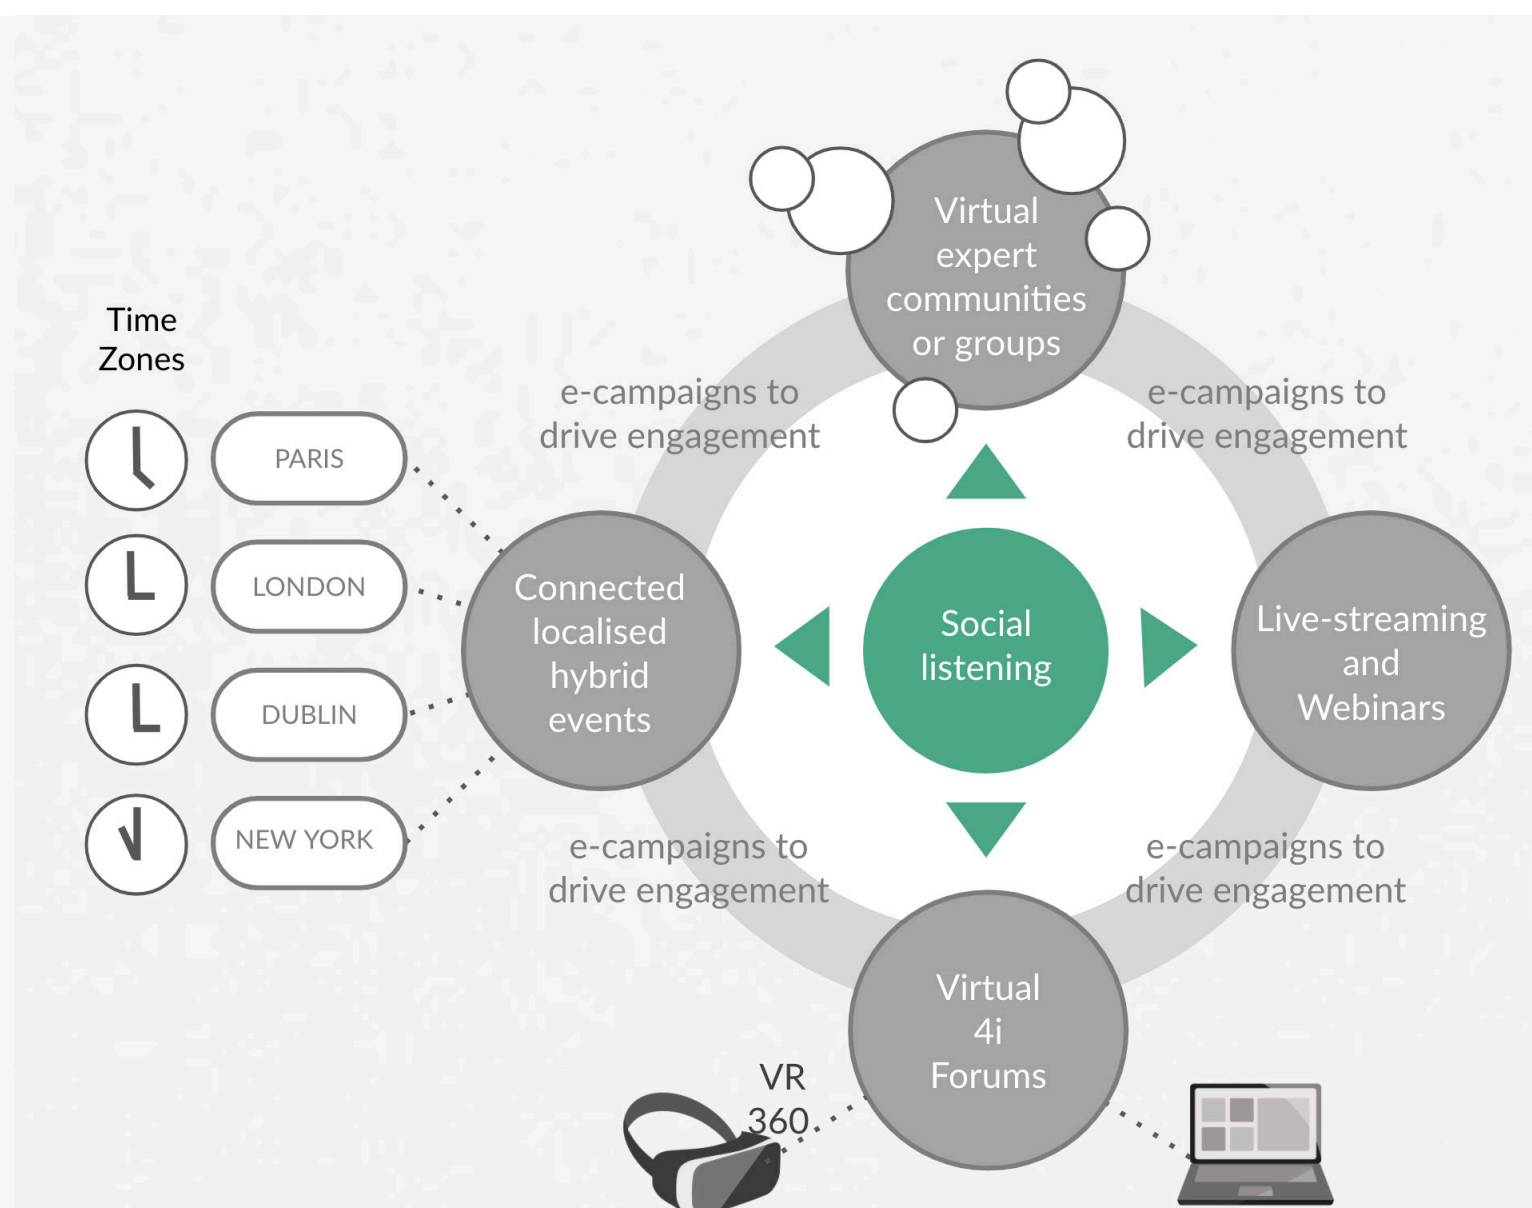 Virtual
expert
communities
or groups
Time
Zones
e-campaigns to
drive engagement
e-campaigns to
drive engagement
PARIS
LONDON
DUBLIN
NEW YORK
Connected
localised
hybrid
events
Social
listening
Live-streaming
and
Webinars
e-campaigns to
drive engagement
e-campaigns to
drive engagement
Virtual
4i
Forums
VR
360